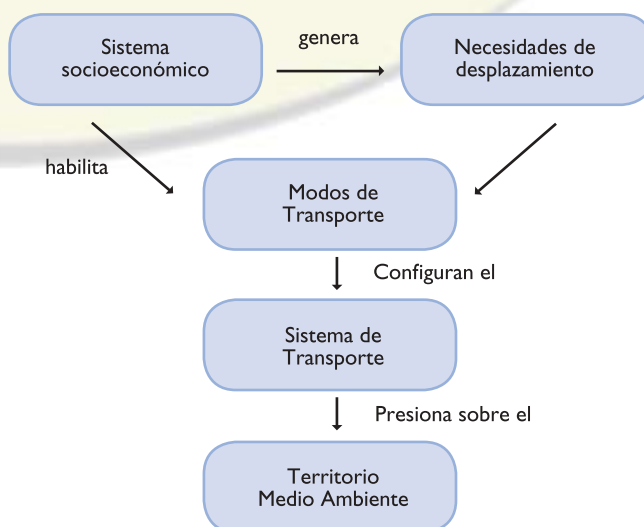 Sistema
socioeconómico
genera
Necesidades de
desplazamiento
habilita
Modos de
Transporte
Configuran el
Sistema de
Transporte
Presiona sobre el
Territorio
Medio Ambiente